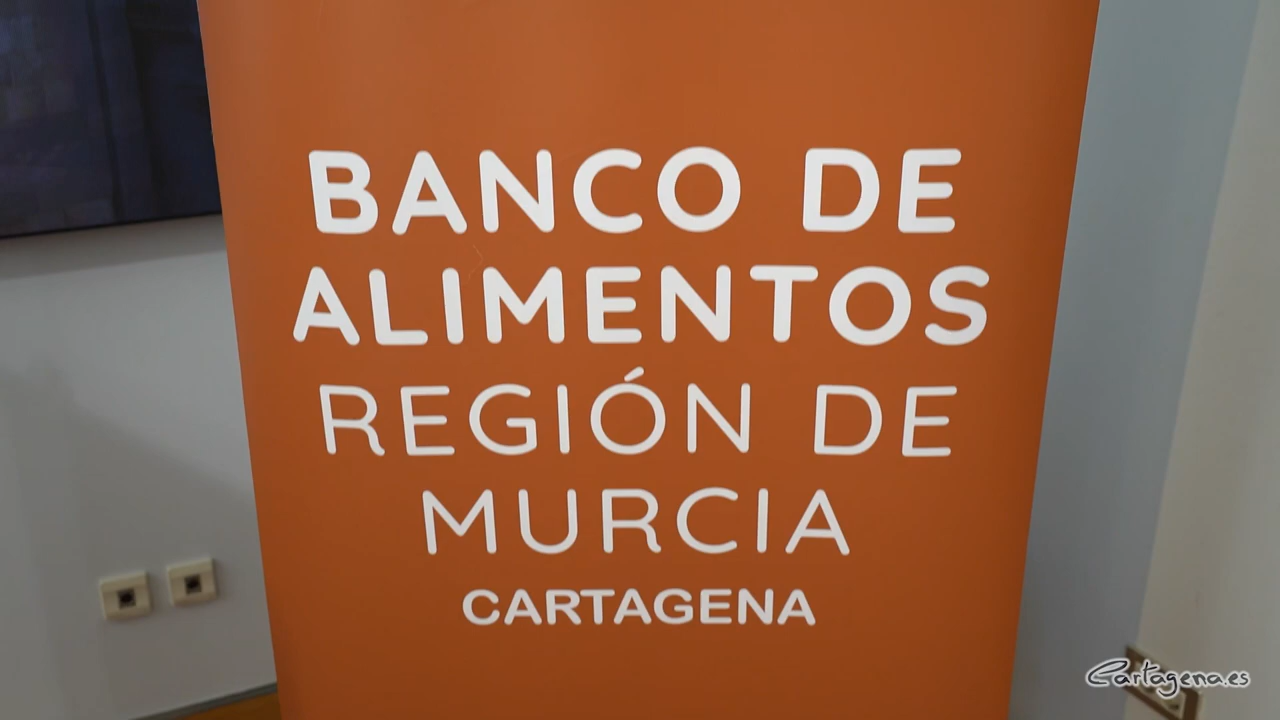 BANCO DE
ALIMENTOS
REGIÓN DE
MURCIA
CARTAGENA
Cartagena.es